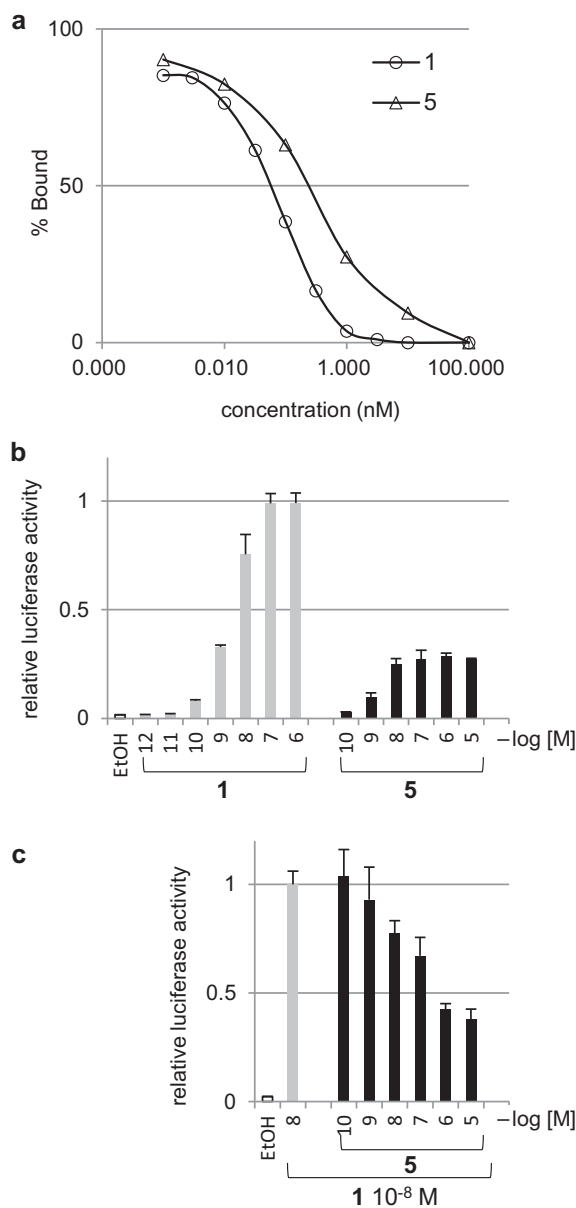 a
100
1
5
% Bound
50
0
0.000 0.010 1.000 100.000
concentration (nM)
b
relative luciferase activity
1
0.5
0
EtOH 12 11 10 9 8 7 6 10 9 8 7 6 5 –log [M]
1 5
c
relative luciferase activity
1
0.5
0
EtOH 8 10 9 8 7 6 5 –log [M]
5
1 10⁻⁸ M